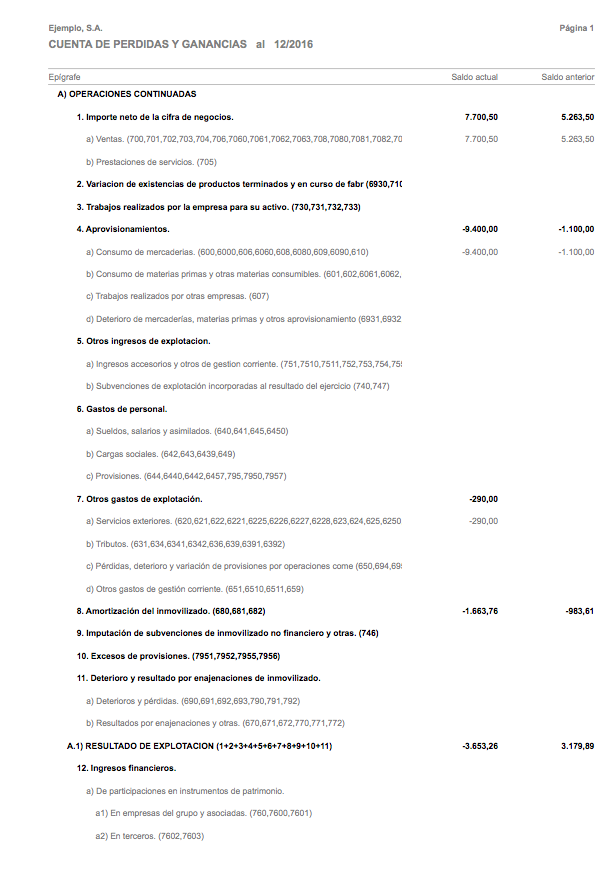 Ejemplo, S.A. Página 1
CUENTA DE PERDIDAS Y GANANCIAS al 12/2016
Epígrafe Saldo actual Saldo anterior
A) OPERACIONES CONTINUADAS
1. Importe neto de la cifra de negocios. 7.700,50 5.263,50
a) Ventas. (700,701,702,703,704,706,7060,7061,7062,7063,708,7080,7081,7082,70 7.700,50 5.263,50
b) Prestaciones de servicios. (705)
2. Variacion de existencias de productos terminados y en curso de fabr (6930,710
3. Trabajos realizados por la empresa para su activo. (730,731,732,733)
4. Aprovisionamientos. -9.400,00 -1.100,00
a) Consumo de mercaderías. (600,6000,606,6060,608,6080,609,6090,610) -9.400,00 -1.100,00
b) Consumo de materias primas y otras materias consumibles. (601,602,6061,6062,
c) Trabajos realizados por otras empresas. (607)
d) Deterioro de mercaderías, materias primas y otros aprovisionamiento (6931,6932
5. Otros ingresos de explotacion.
a) Ingresos accesorios y otros de gestion corriente. (751,7510,7511,752,753,754,755
b) Subvenciones de explotación incorporadas al resultado del ejercicio (740,747)
6. Gastos de personal.
a) Sueldos, salarios y asimilados. (640,641,645,6450)
b) Cargas sociales. (642,643,6439,649)
c) Provisiones. (644,6440,6442,6457,795,7950,7957)
7. Otros gastos de explotación. -290,00
a) Servicios exteriores. (620,621,622,6221,6225,6226,6227,6228,623,624,625,6250 -290,00
b) Tributos. (631,634,6341,6342,636,639,6391,6392)
c) Pérdidas, deterioro y variación de provisiones por operaciones come (650,694,695
d) Otros gastos de gestión corriente. (651,6510,6511,659)
8. Amortización del inmovilizado. (680,681,682) -1.663,76 -983,61
9. Imputación de subvenciones de inmovilizado no financiero y otras. (746)
10. Excesos de provisiones. (7951,7952,7955,7956)
11. Deterioro y resultado por enajenaciones de inmovilizado.
a) Deterioros y pérdidas. (690,691,692,693,790,791,792)
b) Resultados por enajenaciones y otras. (670,671,672,770,771,772)
A.1) RESULTADO DE EXPLOTACION (1+2+3+4+5+6+7+8+9+10+11) -3.653,26 3.179,89
12. Ingresos financieros.
a) De participaciones en instrumentos de patrimonio.
a1) En empresas del grupo y asociadas. (760,7600,7601)
a2) En terceros. (7602,7603)